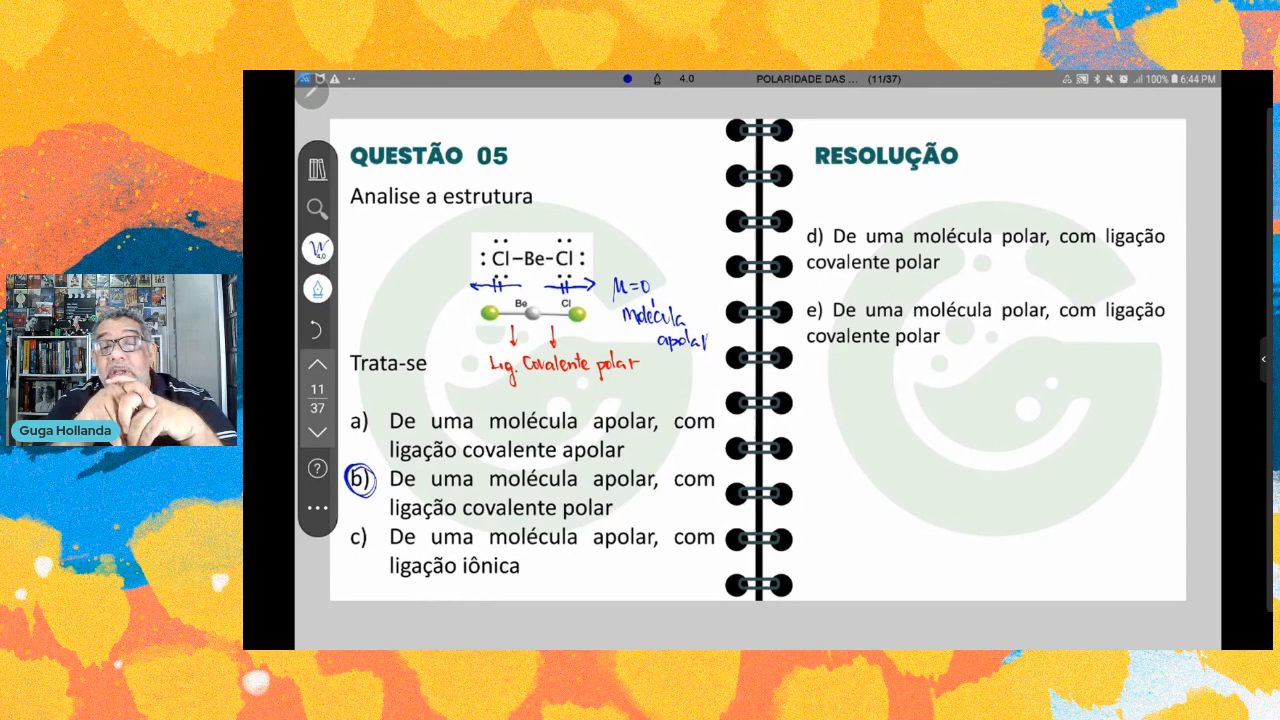 4.0
POLARIDADE DAS ... (11/37)
100% 6:44 PM
QUESTÃO 05
Analise a estrutura
Cl–Be–Cl
Be Cl
μ=0
molécula
apolar
Lig. Covalente polar
Trata-se
a) De uma molécula apolar, com
ligação covalente apolar
b) De uma molécula apolar, com
ligação covalente polar
c) De uma molécula apolar, com
ligação iônica
RESOLUÇÃO
d) De uma molécula polar, com ligação
covalente polar
e) De uma molécula polar, com ligação
covalente polar
4,0
11
37
Guga Hollanda